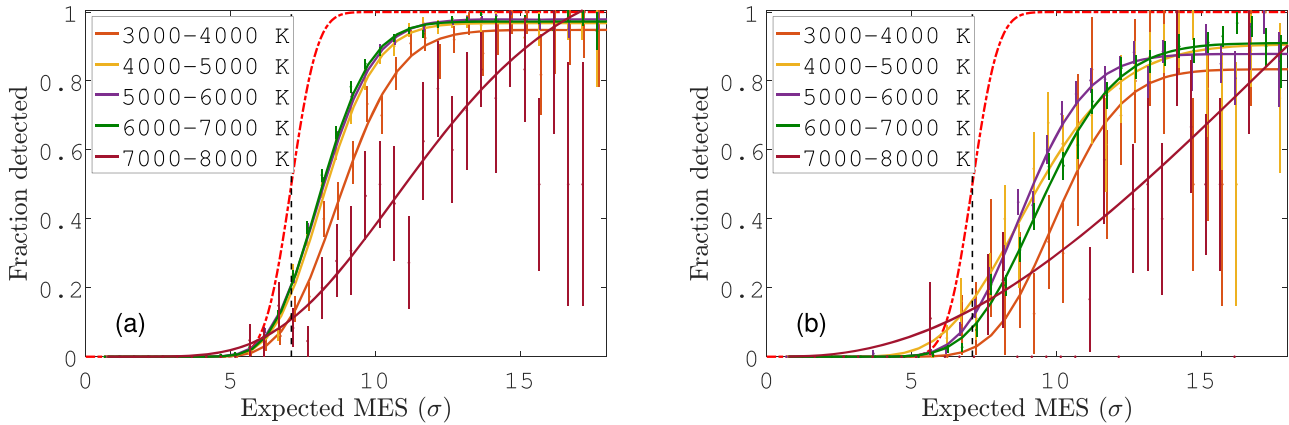 1
0.8
0.6
0.4
0.2
0
Fraction detected
3000-4000 K
4000-5000 K
5000-6000 K
6000-7000 K
7000-8000 K
(a)
0 5 10 15
Expected MES (σ)
1
0.8
0.6
0.4
0.2
0
Fraction detected
3000-4000 K
4000-5000 K
5000-6000 K
6000-7000 K
7000-8000 K
(b)
0 5 10 15
Expected MES (σ)